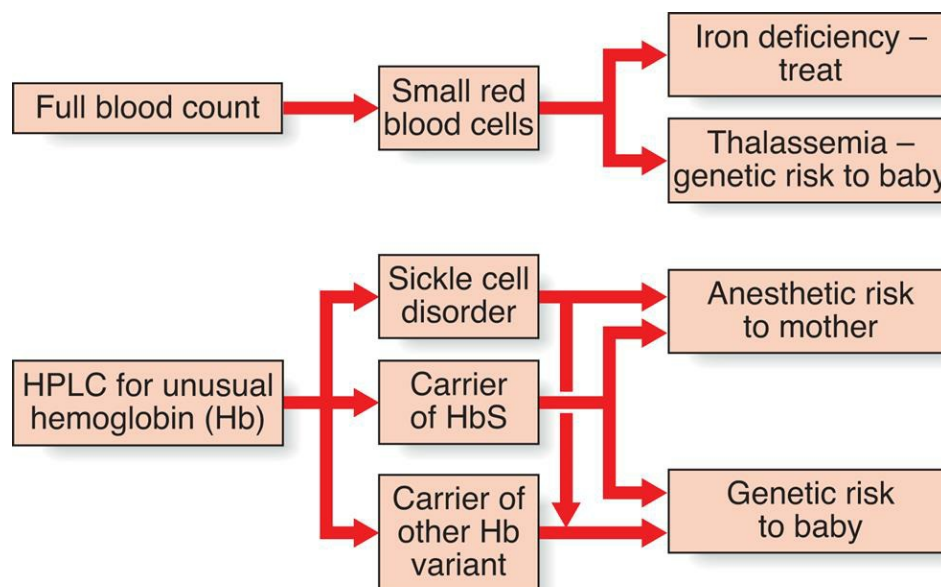 Full blood count
Small red
blood cells
Iron deficiency –
treat
Thalassemia –
genetic risk to baby
HPLC for unusual
hemoglobin (Hb)
Sickle cell
disorder
Carrier
of HbS
Carrier of
other Hb
variant
Anesthetic risk
to mother
Genetic risk
to baby